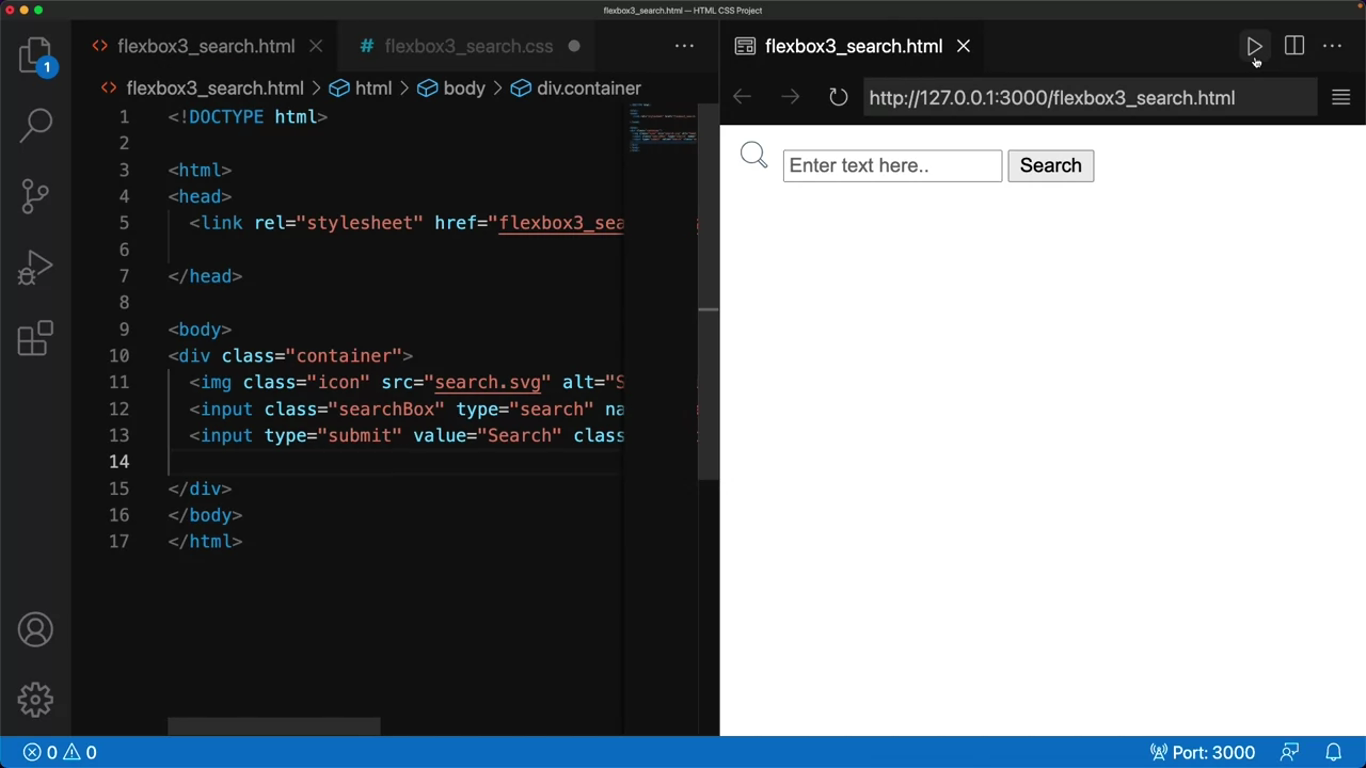 flexbox3_search.html — HTML CSS Project
flexbox3_search.html
flexbox3_search.css
flexbox3_search.html
1
flexbox3_search.html > html > body > div.container
http://127.0.0.1:3000/flexbox3_search.html
1 <!DOCTYPE html>
2
3 <html>
4 <head>
5 <link rel="stylesheet" href="flexbox3_sea
6
7 </head>
8
9 <body>
10 <div class="container">
11 <img class="icon" src="search.svg" alt="S
12 <input class="searchBox" type="search" na
13 <input type="submit" value="Search" class
14
15 </div>
16 </body>
17 </html>
Enter text here..
Search
0 0
Port: 3000